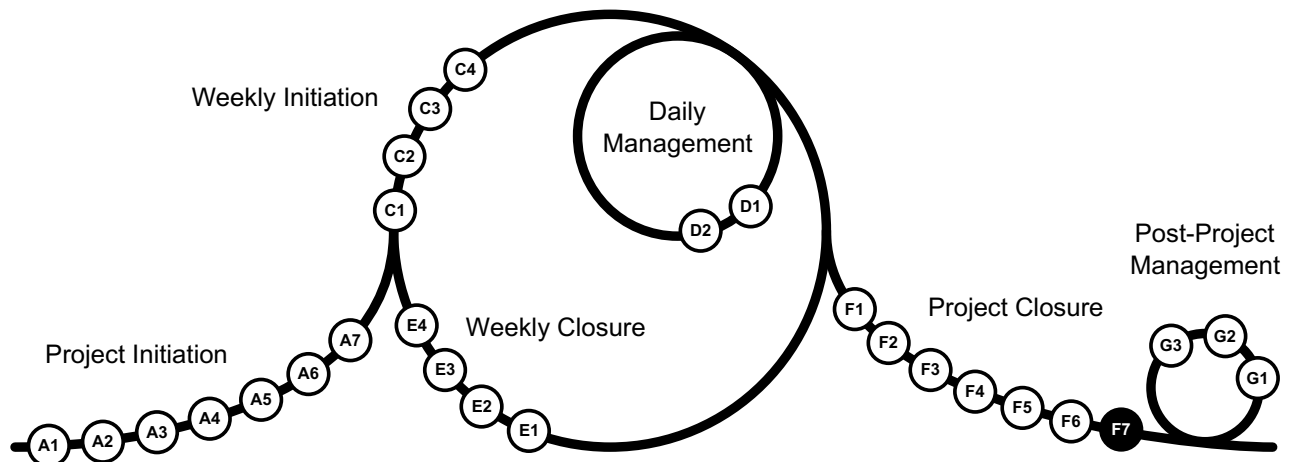 Weekly Initiation
C4
C3
C2
C1
Daily
Management
D1
D2
Post-Project
Management
Project Closure
Weekly Closure
Project Initiation
A1
A2
A3
A4
A5
A6
A7
E4
E3
E2
E1
F1
F2
F3
F4
F5
F6
F7
G3
G2
G1